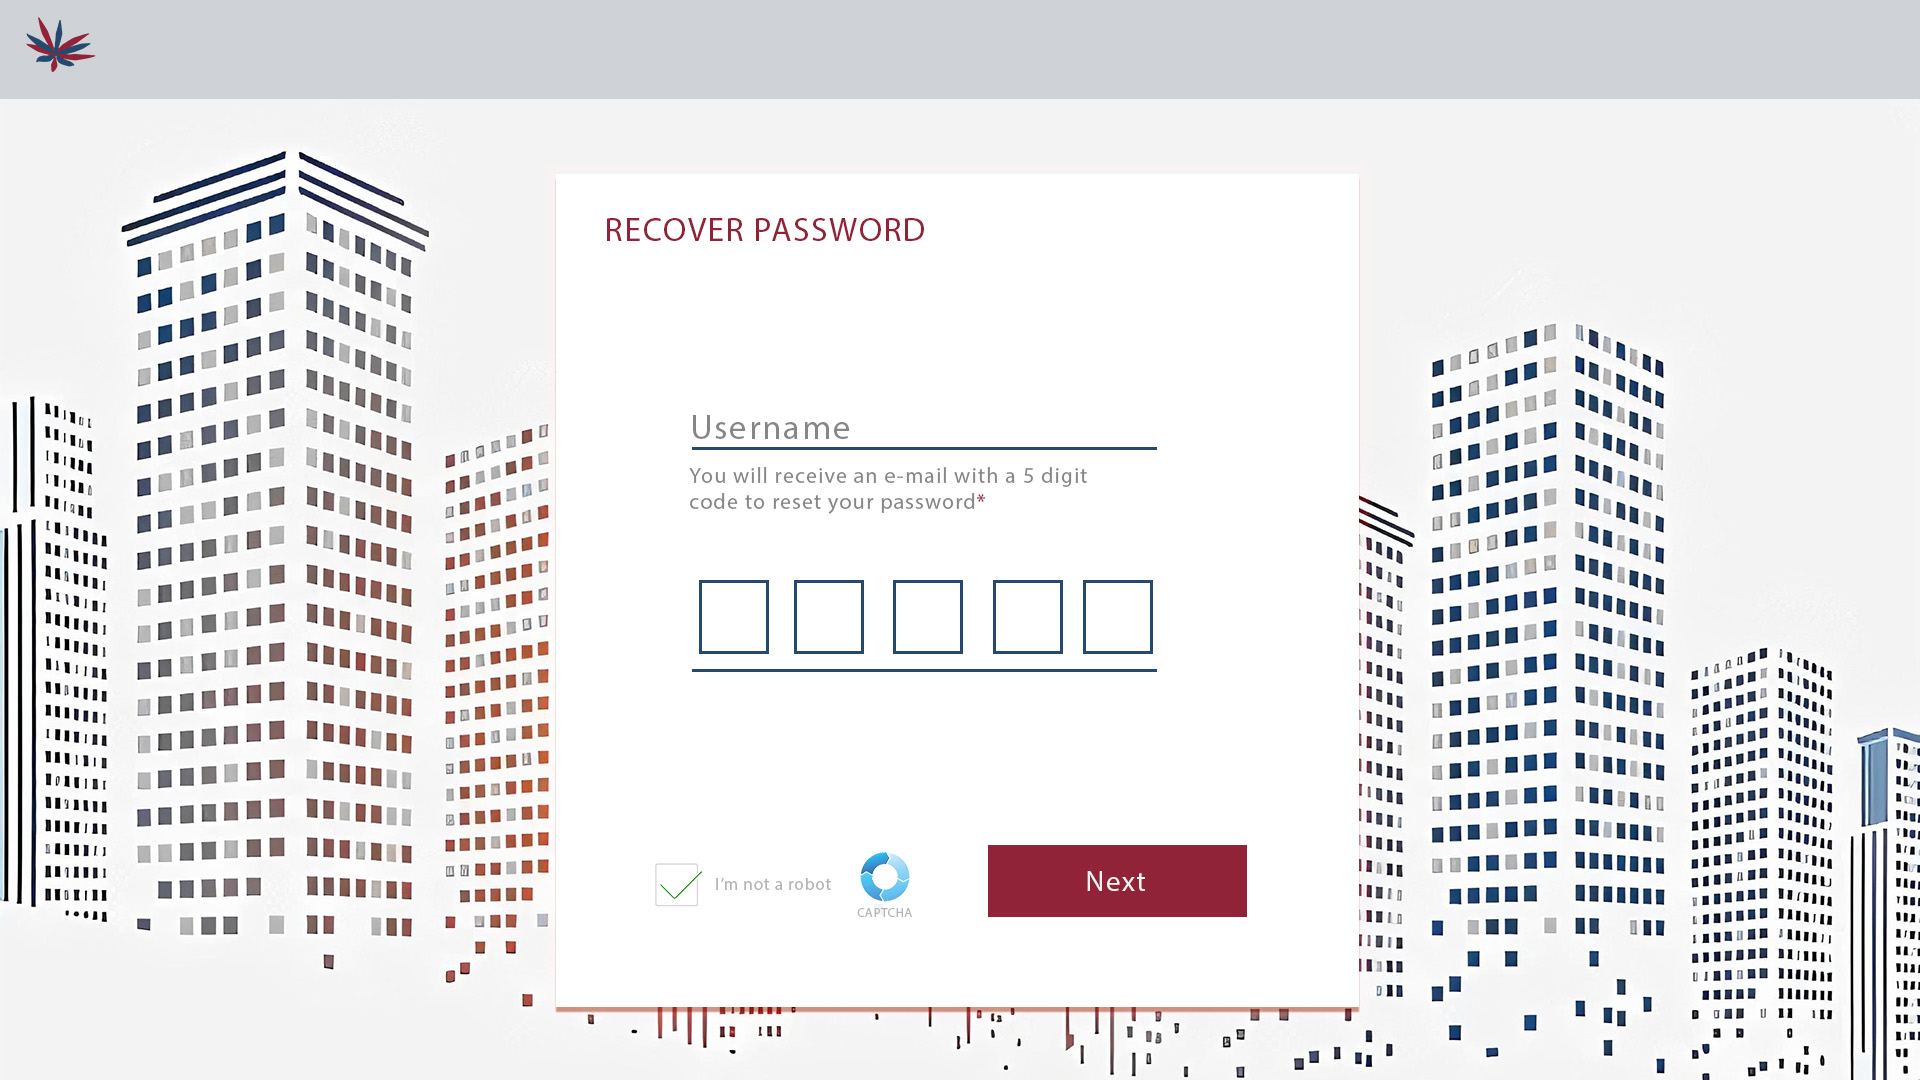 RECOVER PASSWORD
Username
You will receive an e-mail with a 5 digit
code to reset your password*
I'm not a robot
CAPTCHA
Next